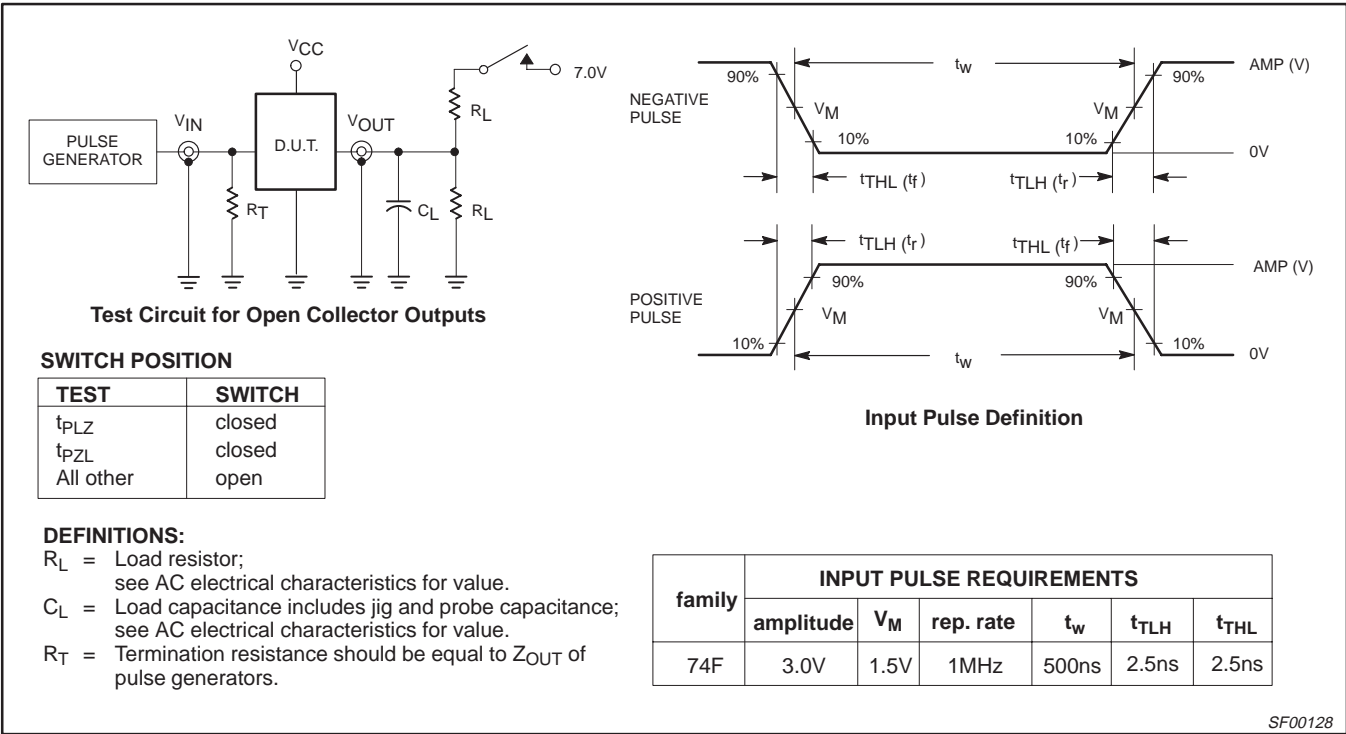 VCC
7.0V
RL
PULSE
GENERATOR
VIN
D.U.T.
VOUT
RT
CL
RL
Test Circuit for Open Collector Outputs
NEGATIVE
PULSE
90%
tW
90%
AMP (V)
VM
VM
10%
10%
0V
tTHL (tf)
tTLH (tr)
tTLH (tr)
tTHL (tf)
AMP (V)
90%
90%
POSITIVE
PULSE
VM
VM
10%
10%
tW
0V
Input Pulse Definition
SWITCH POSITION
TEST SWITCH
tPLZ closed
tPZL closed
All other open
DEFINITIONS:
RL = Load resistor;
see AC electrical characteristics for value.
CL = Load capacitance includes jig and probe capacitance;
see AC electrical characteristics for value.
RT = Termination resistance should be equal to ZOUT of
pulse generators.
family INPUT PULSE REQUIREMENTS
amplitude VM rep. rate tw tTLH tTHL
74F 3.0V 1.5V 1MHz 500ns 2.5ns 2.5ns
SF00128